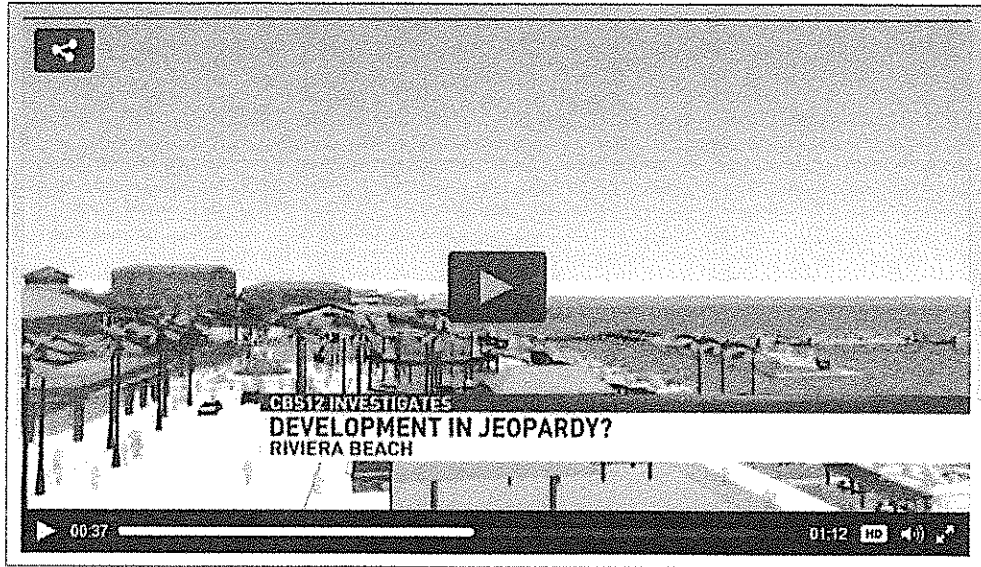 CBS12 INVESTIGATES
DEVELOPMENT IN JEOPARDY?
RIVIERA BEACH
00:37 01:12 HD